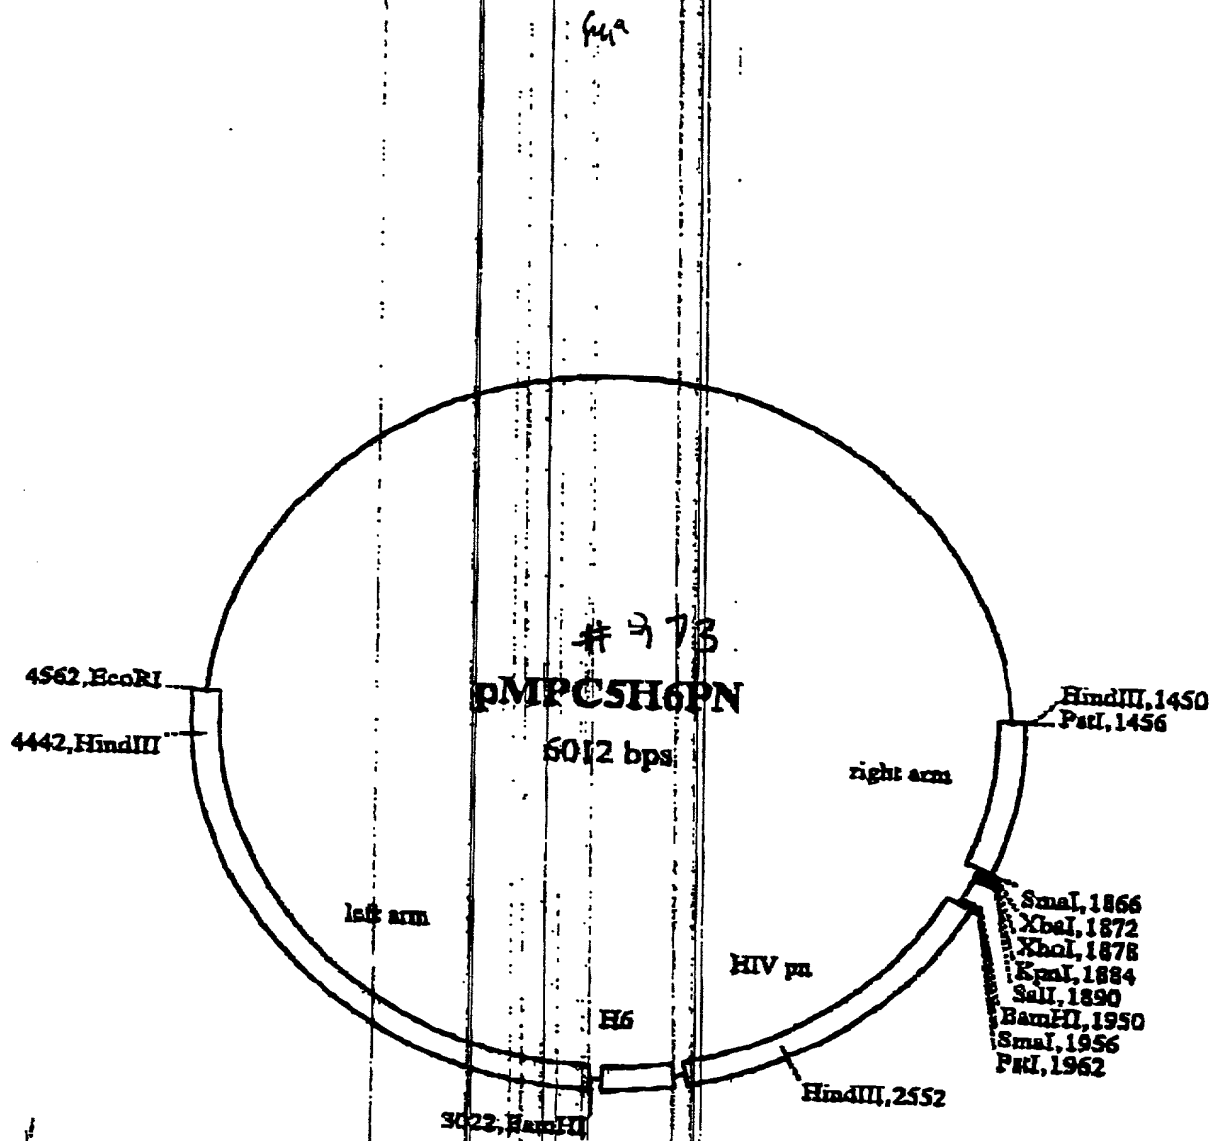 # 973
pMPC5H6PN
6012 bps
4562,EcoRI
4442,HindIII
HindIII,1450
PstI,1456
right arm
SmaI,1866
XbaI,1872
XhoI,1878
KpnI,1884
SalI,1890
BamHI,1950
SmaI,1956
PstI,1962
left arm
HIV pn
H6
HindIII,2552
3022,BamHI